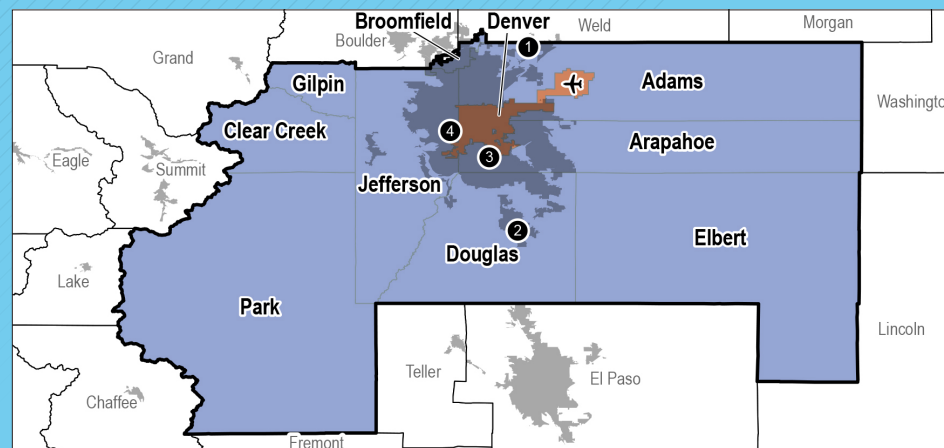 Broomfield
Denver
Weld
Morgan
Boulder
1
Grand
Gilpin
Adams
Washington
Clear Creek
4
Arapahoe
Eagle
Summit
3
Jefferson
2
Elbert
Douglas
Lake
Park
Lincoln
Teller
El Paso
Chaffee
Fremont